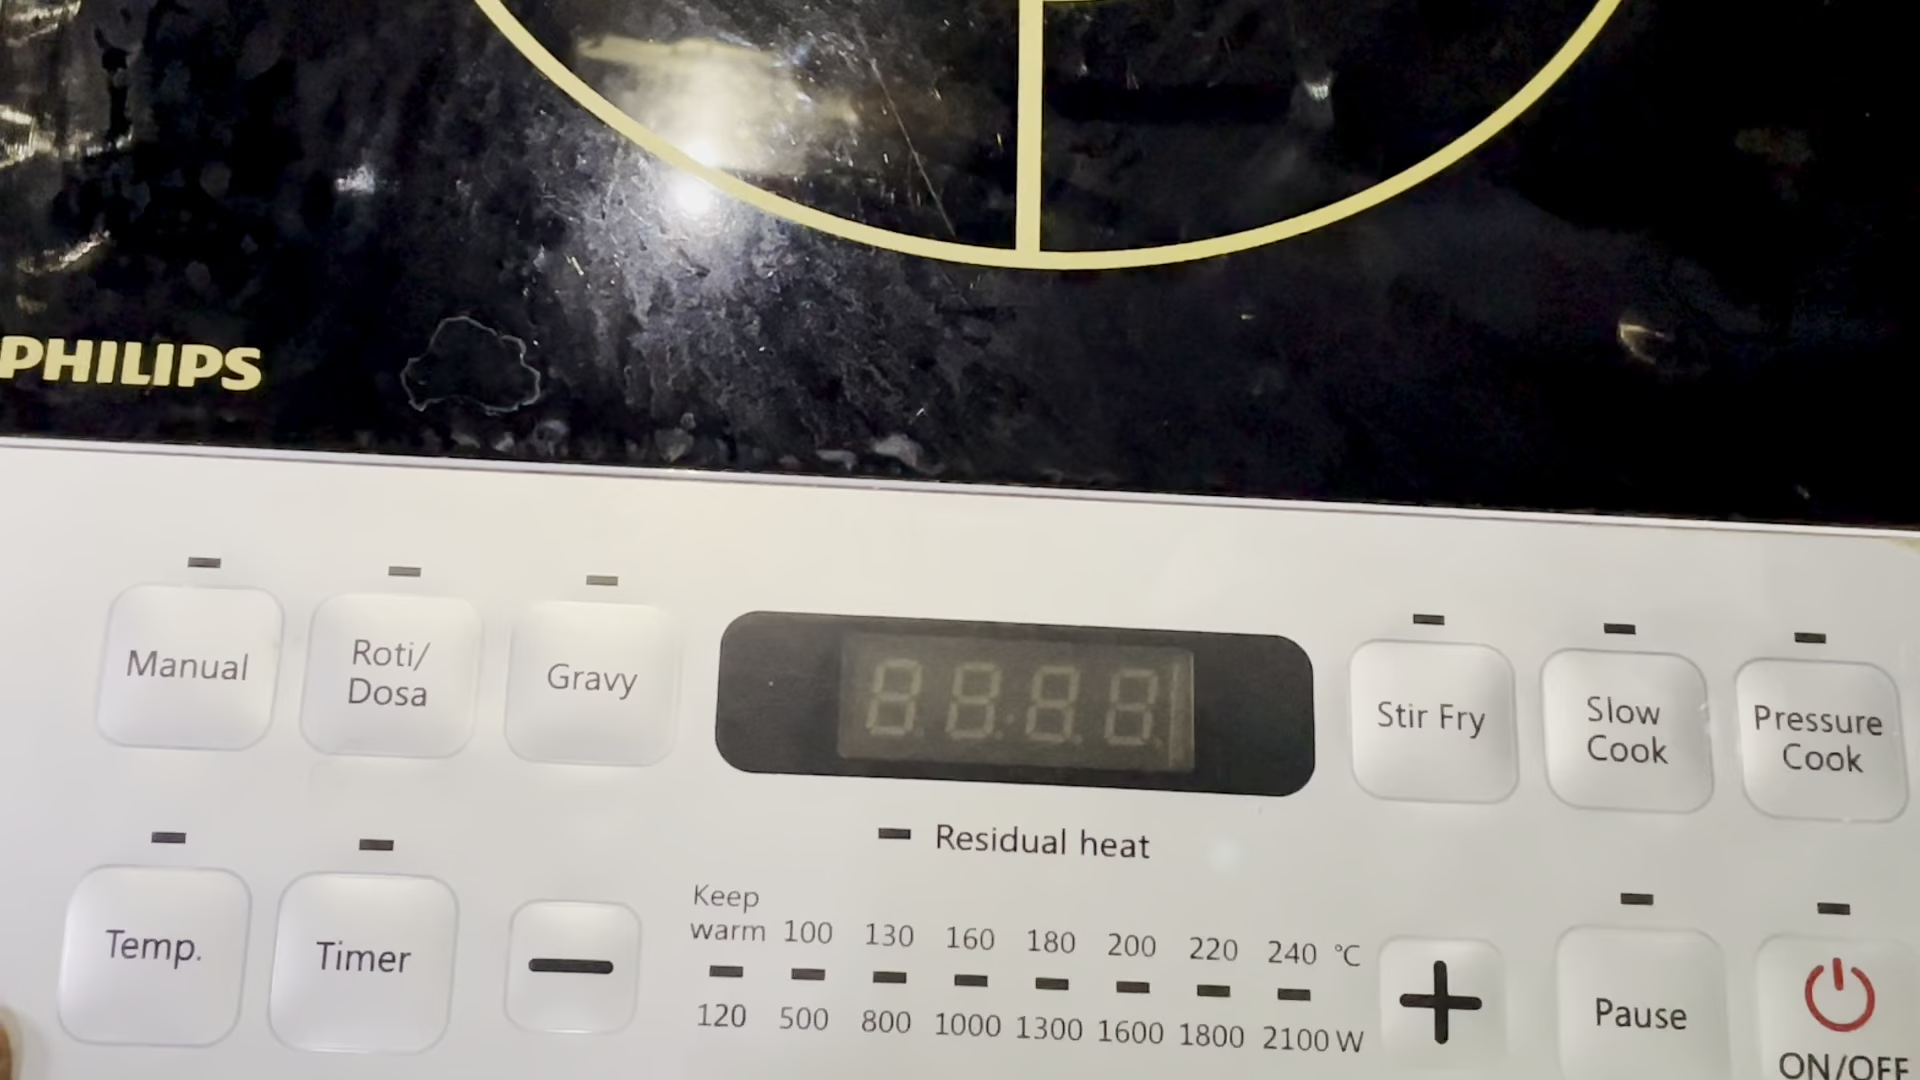 PHILIPS
Manual
Roti/
Dosa
Gravy
Stir Fry
Slow
Cook
Pressure
Cook
Residual heat
Temp.
Timer
Keep
warm 100 130 160 180 200 220 240 °C
120 500 800 1000 1300 1600 1800 2100 W
Pause
ON/OFF